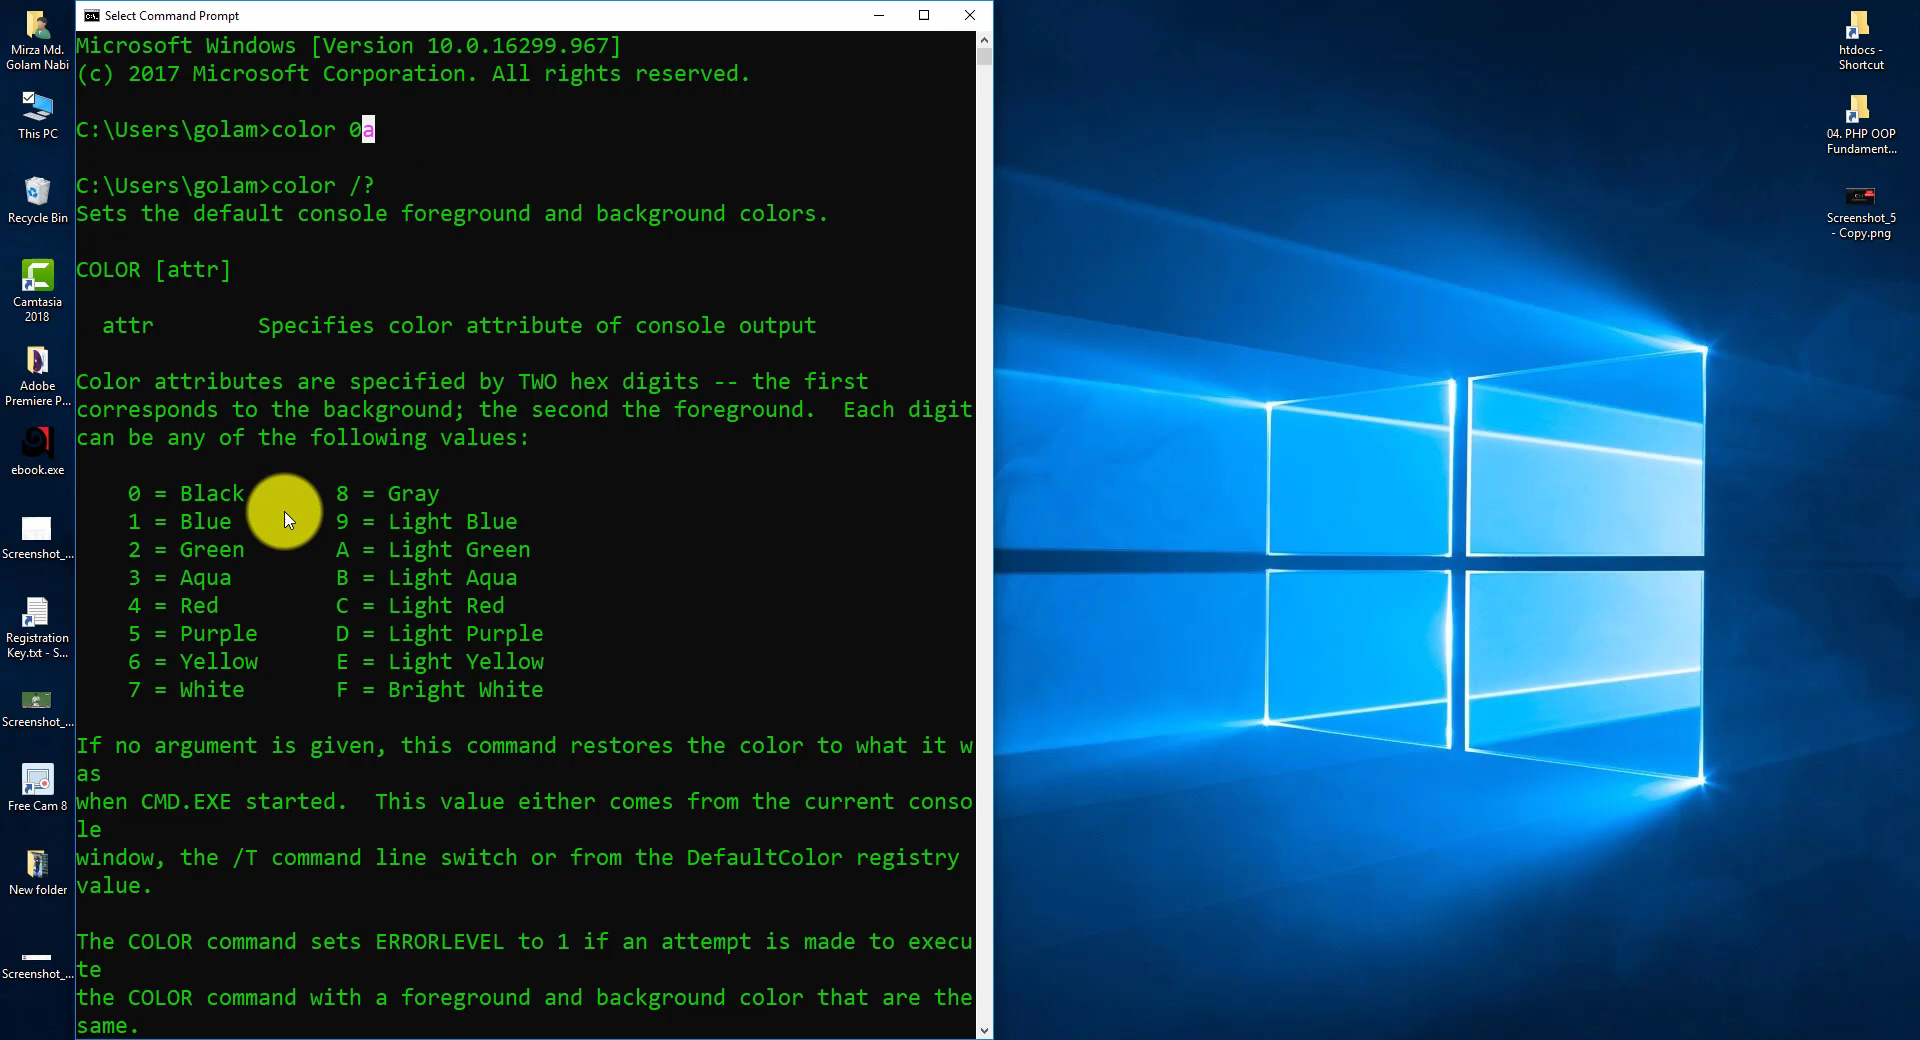 Select Command Prompt
Microsoft Windows [Version 10.0.16299.967]
(c) 2017 Microsoft Corporation. All rights reserved.
C:\Users\golam>color 0a
C:\Users\golam>color /?
Sets the default console foreground and background colors.
COLOR [attr]
attr        Specifies color attribute of console output
Color attributes are specified by TWO hex digits -- the first
corresponds to the background; the second the foreground.  Each digit
can be any of the following values:
0 = Black       8 = Gray
1 = Blue        9 = Light Blue
2 = Green       A = Light Green
3 = Aqua        B = Light Aqua
4 = Red         C = Light Red
5 = Purple      D = Light Purple
6 = Yellow      E = Light Yellow
7 = White       F = Bright White
If no argument is given, this command restores the color to what it w
as
when CMD.EXE started.  This value either comes from the current conso
le
window, the /T command line switch or from the DefaultColor registry
value.
The COLOR command sets ERRORLEVEL to 1 if an attempt is made to execu
te
the COLOR command with a foreground and background color that are the
same.
Mirza Md.
Golam Nabi
This PC
Recycle Bin
Camtasia
2018
Adobe
Premiere P...
ebook.exe
Screenshot_...
Registration
Key.txt - S...
Screenshot_...
Free Cam 8
New folder
Screenshot_...
htdocs -
Shortcut
04. PHP OOP
Fundament...
Screenshot_5
- Copy.png